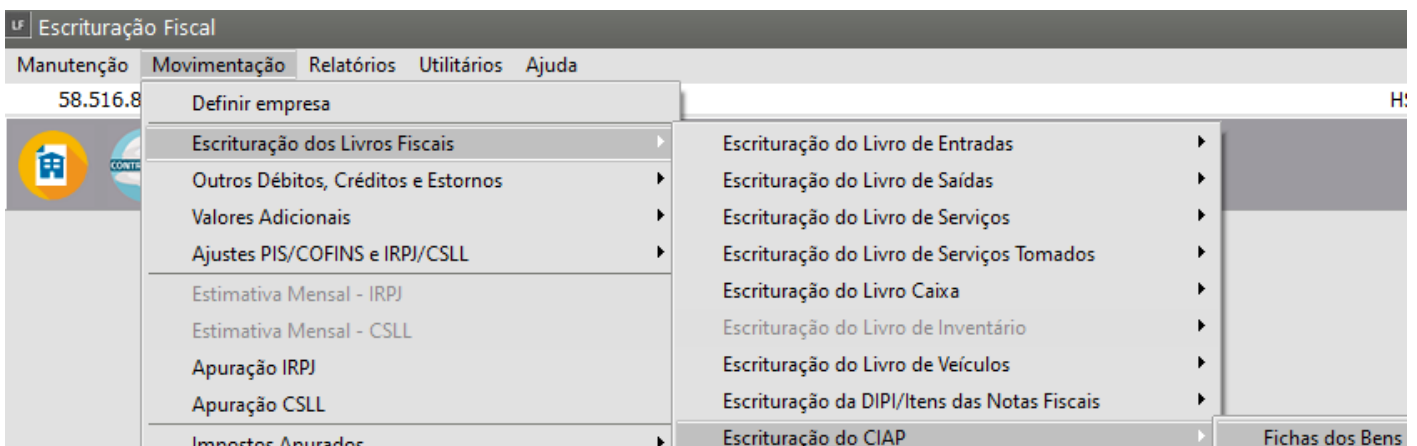 LF Escrituração Fiscal
Manutenção Movimentação Relatórios Utilitários Ajuda
58.516.8
Definir empresa
Escrituração dos Livros Fiscais
Outros Débitos, Créditos e Estornos
Valores Adicionais
Ajustes PIS/COFINS e IRPJ/CSLL
Estimativa Mensal - IRPJ
Estimativa Mensal - CSLL
Apuração IRPJ
Apuração CSLL
Impostos Apurados
Escrituração do Livro de Entradas
Escrituração do Livro de Saídas
Escrituração do Livro de Serviços
Escrituração do Livro de Serviços Tomados
Escrituração do Livro Caixa
Escrituração do Livro de Inventário
Escrituração do Livro de Veículos
Escrituração da DIPI/Itens das Notas Fiscais
Escrituração do CIAP
Fichas dos Bens